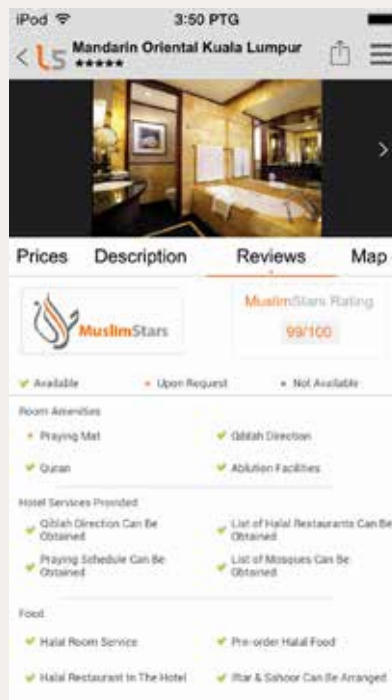 iPod 3:50 PTG
Mandarin Oriental Kuala Lumpur
★★★★★
Prices Description Reviews Map
MuslimStars
MuslimStars Rating
99/100
Available Upon Request Not Available
Room Amenities
Praying Mat Qiblah Direction
Quran Ablution Facilities
Hotel Services Provided
Qiblah Direction Can Be
Obtained
List of Halal Restaurants Can Be
Obtained
Praying Schedule Can Be
Obtained
List of Mosques Can Be
Obtained
Food
Halal Room Service Pre-order Halal Food
Halal Restaurant In The Hotel Iftar & Sahoor Can Be Arranged